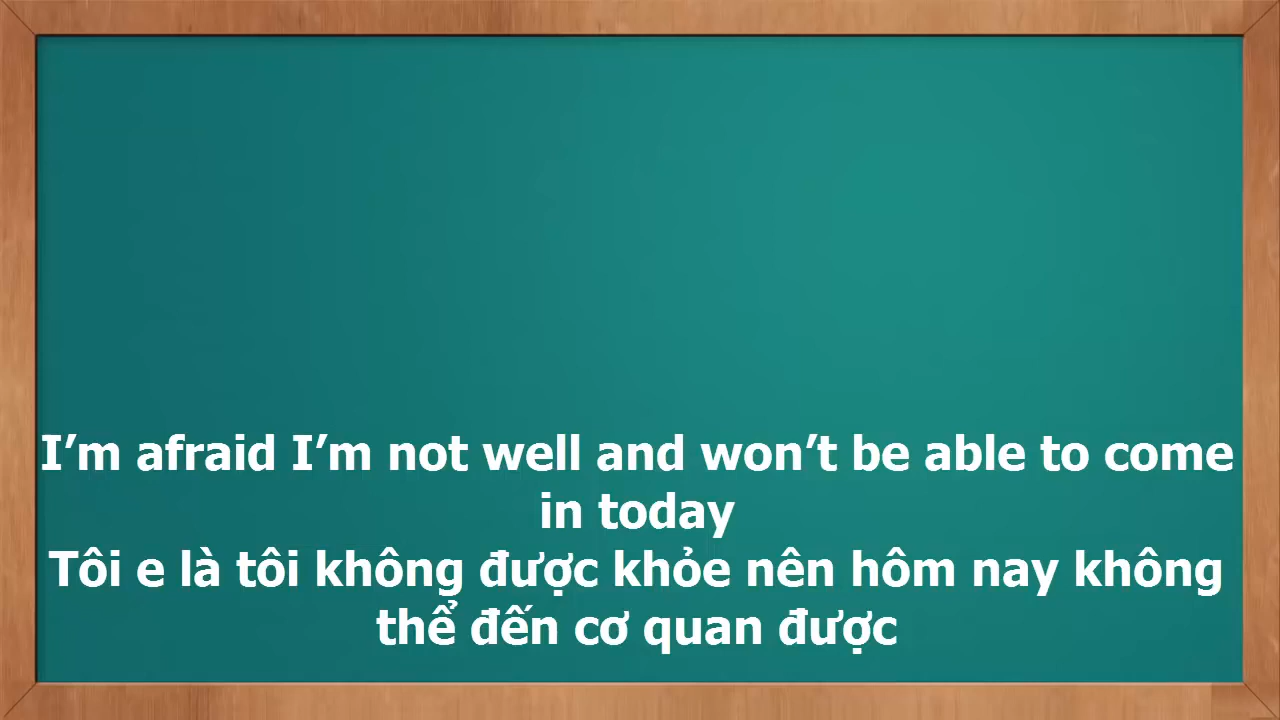 I’m afraid I’m not well and won’t be able to come
in today
Tôi e là tôi không được khỏe nên hôm nay không
thể đến cơ quan được